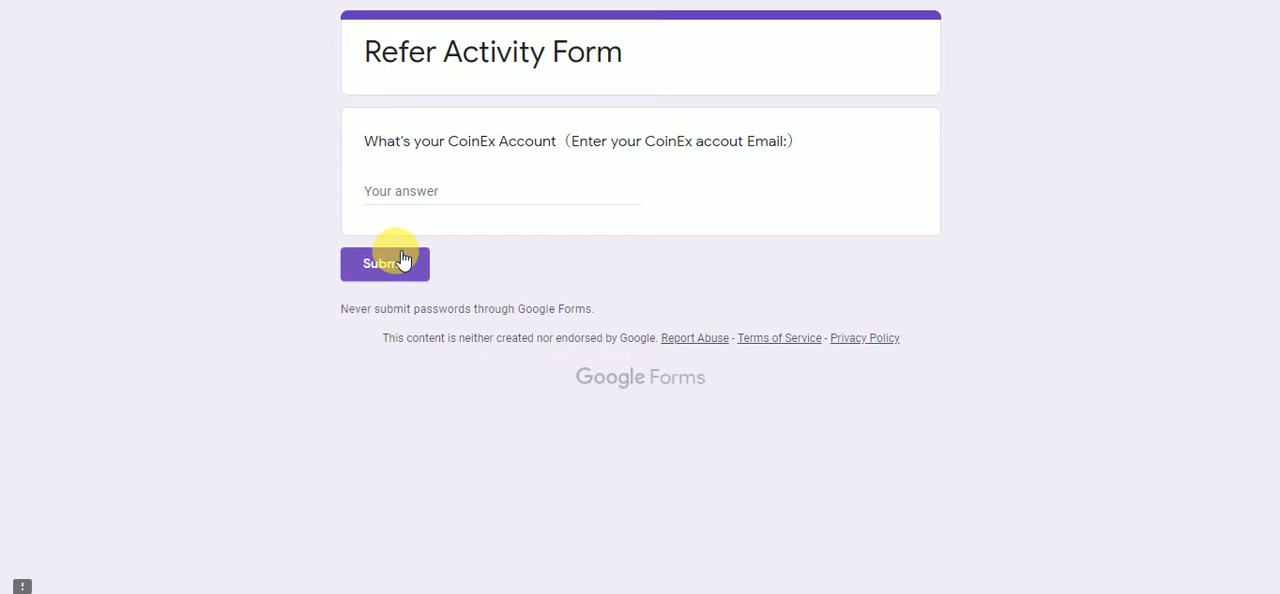 Refer Activity Form
What's your CoinEx Account（Enter your CoinEx accout Email:）
Your answer
Submit
Never submit passwords through Google Forms.
This content is neither created nor endorsed by Google. Report Abuse - Terms of Service - Privacy Policy
Google Forms
!